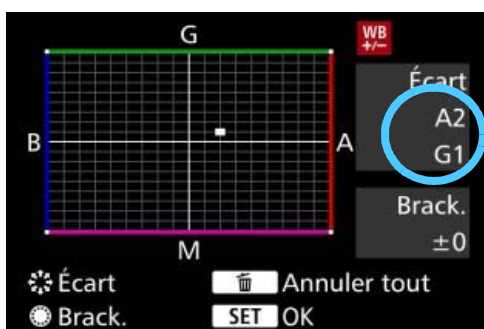 G
WB
+/−
Écart
A2
B
A
G1
Brack.
±0
M
Écart
Annuler tout
Brack.
SET OK